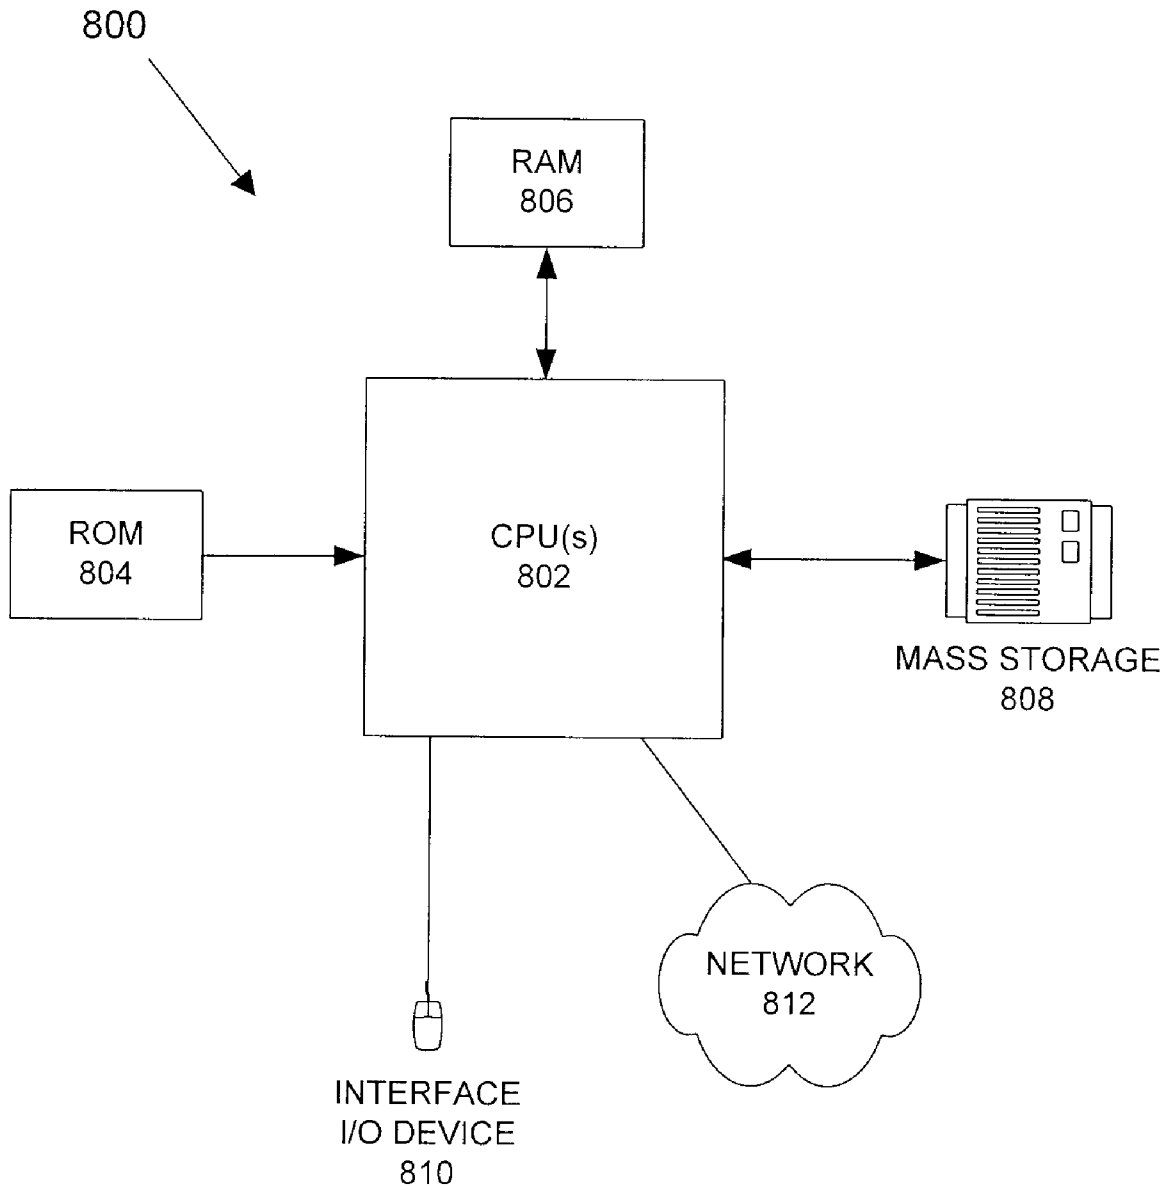 800
RAM
806
ROM
804
CPU(s)
802
MASS STORAGE
808
NETWORK
812
INTERFACE
I/O DEVICE
810